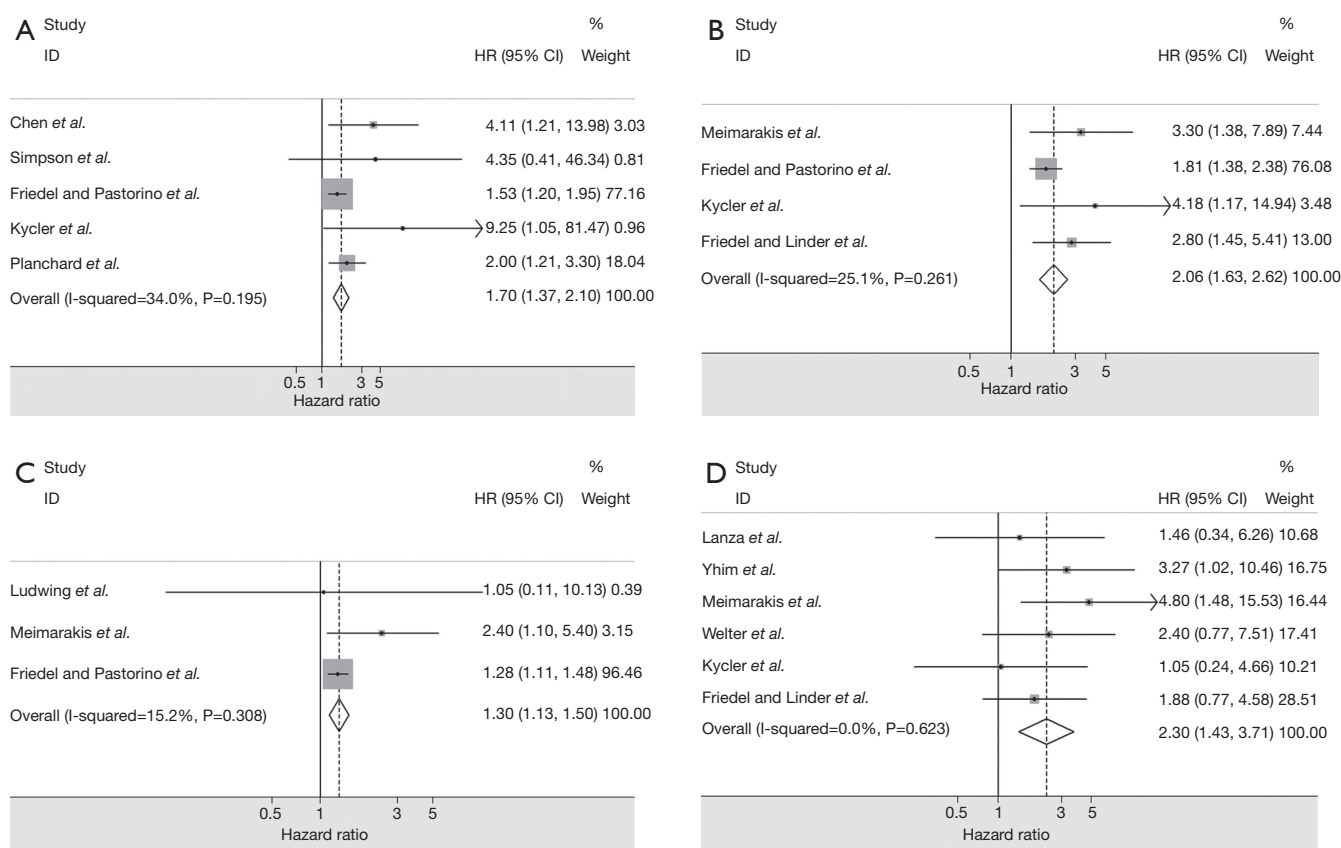 A Study %
ID HR (95% CI) Weight
Chen et al. 4.11 (1.21, 13.98) 3.03
Simpson et al. 4.35 (0.41, 46.34) 0.81
Friedel and Pastorino et al. 1.53 (1.20, 1.95) 77.16
Kycler et al. 9.25 (1.05, 81.47) 0.96
Planchard et al. 2.00 (1.21, 3.30) 18.04
Overall (I-squared=34.0%, P=0.195) 1.70 (1.37, 2.10) 100.00
0.5 1 3 5
Hazard ratio
B Study %
ID HR (95% CI) Weight
Meimarakis et al. 3.30 (1.38, 7.89) 7.44
Friedel and Pastorino et al. 1.81 (1.38, 2.38) 76.08
Kycler et al. 4.18 (1.17, 14.94) 3.48
Friedel and Linder et al. 2.80 (1.45, 5.41) 13.00
Overall (I-squared=25.1%, P=0.261) 2.06 (1.63, 2.62) 100.00
0.5 1 3 5
Hazard ratio
C Study %
ID HR (95% CI) Weight
Ludwing et al. 1.05 (0.11, 10.13) 0.39
Meimarakis et al. 2.40 (1.10, 5.40) 3.15
Friedel and Pastorino et al. 1.28 (1.11, 1.48) 96.46
Overall (I-squared=15.2%, P=0.308) 1.30 (1.13, 1.50) 100.00
0.5 1 3 5
Hazard ratio
D Study %
ID HR (95% CI) Weight
Lanza et al. 1.46 (0.34, 6.26) 10.68
Yhim et al. 3.27 (1.02, 10.46) 16.75
Meimarakis et al. 4.80 (1.48, 15.53) 16.44
Welter et al. 2.40 (0.77, 7.51) 17.41
Kycler et al. 1.05 (0.24, 4.66) 10.21
Friedel and Linder et al. 1.88 (0.77, 4.58) 28.51
Overall (I-squared=0.0%, P=0.623) 2.30 (1.43, 3.71) 100.00
0.5 1 3 5
Hazard ratio